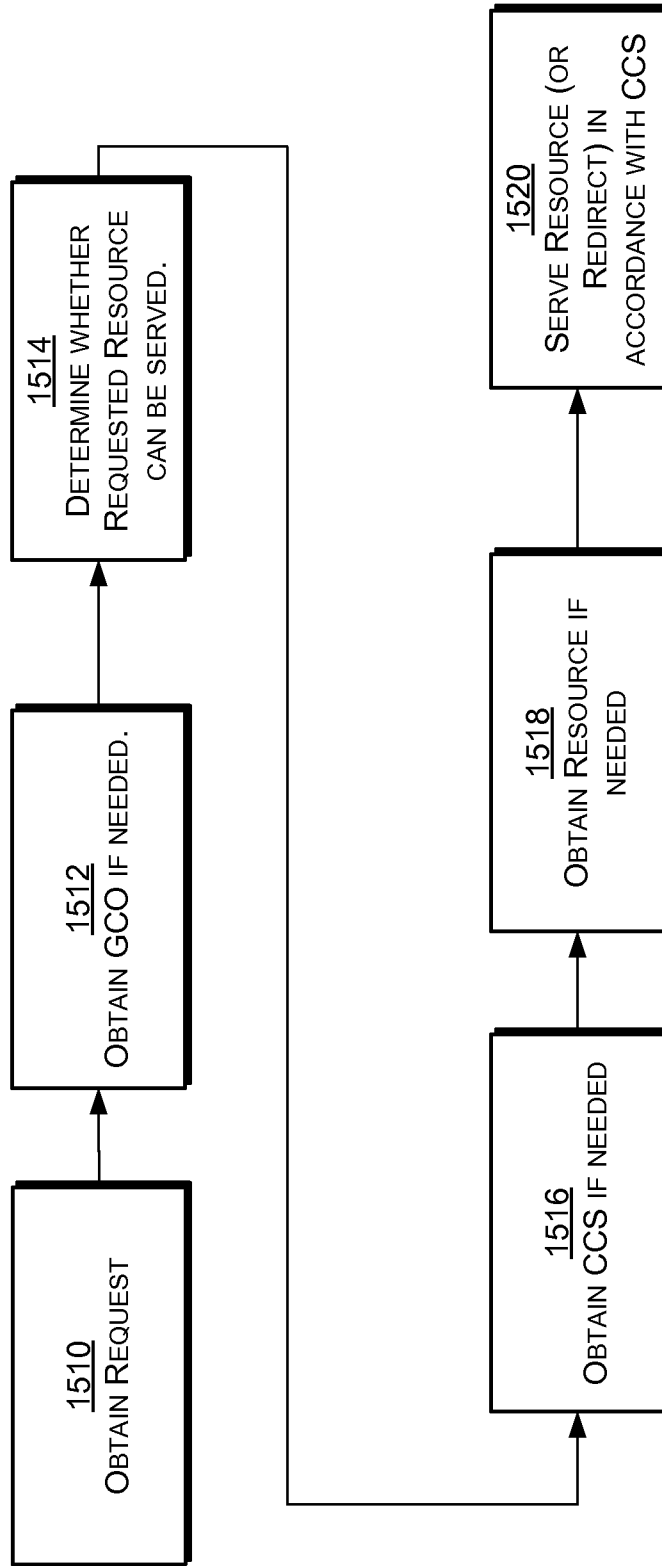 1510
OBTAIN REQUEST
1512
OBTAIN GCO IF NEEDED.
1514
DETERMINE WHETHER
REQUESTED RESOURCE
CAN BE SERVED.
1516
OBTAIN CCS IF NEEDED
1518
OBTAIN RESOURCE IF
NEEDED
1520
SERVE RESOURCE (OR
REDIRECT) IN
ACCORDANCE WITH CCS